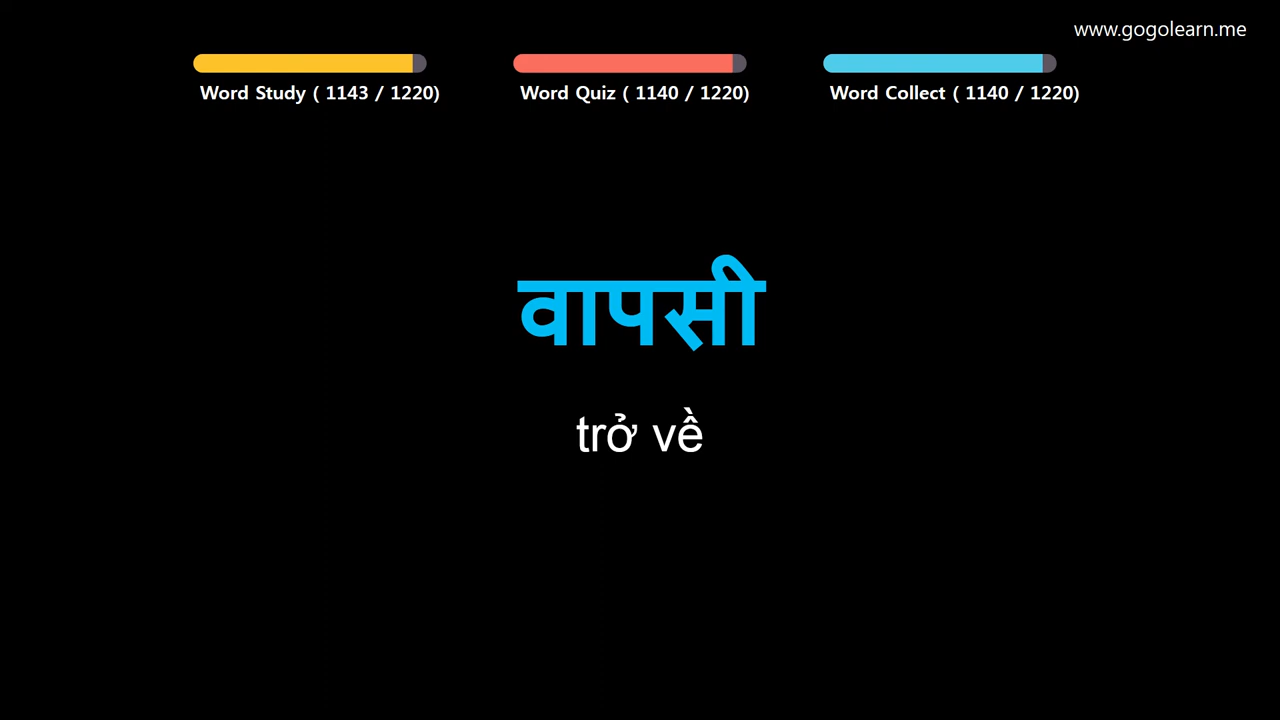 www.gogolearn.me
Word Study ( 1143 / 1220)
Word Quiz ( 1140 / 1220)
Word Collect ( 1140 / 1220)
वापसी
trở về